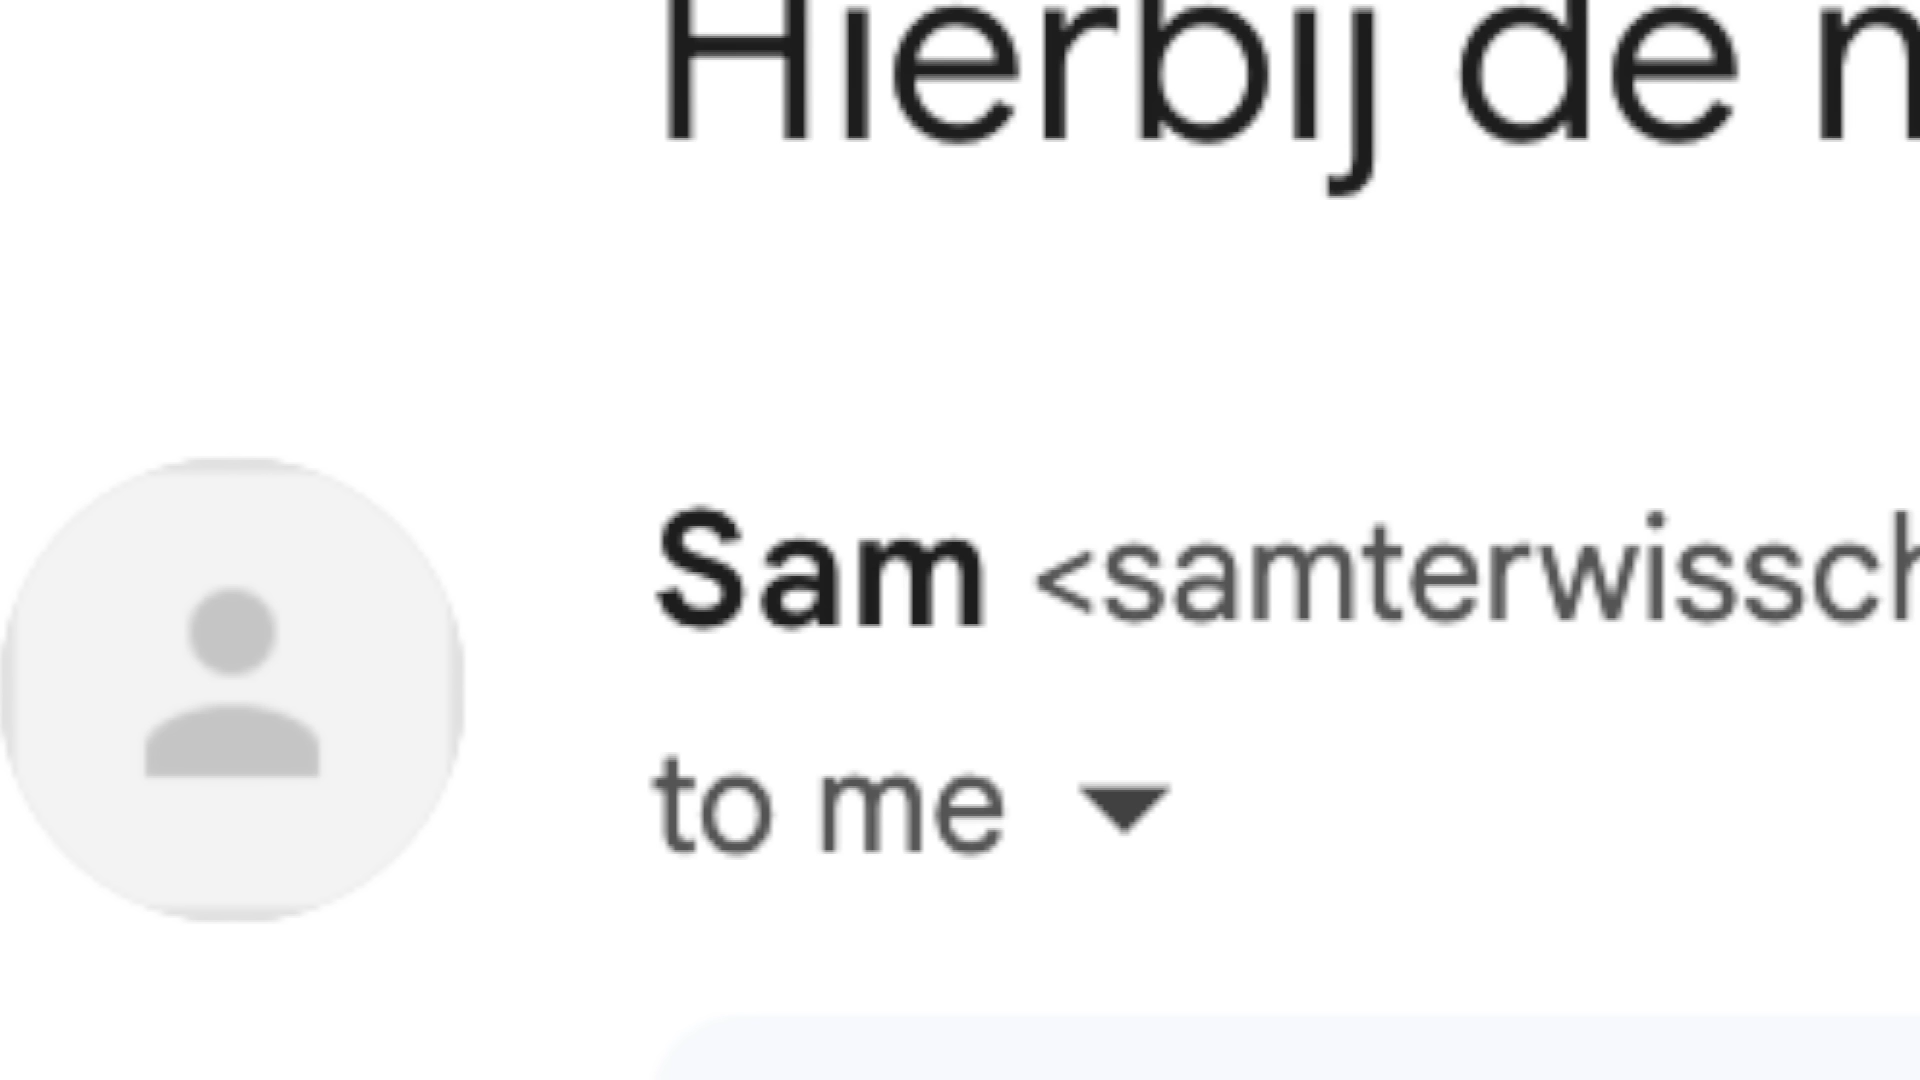 Hierbij de
Sam <samterwissch
to me